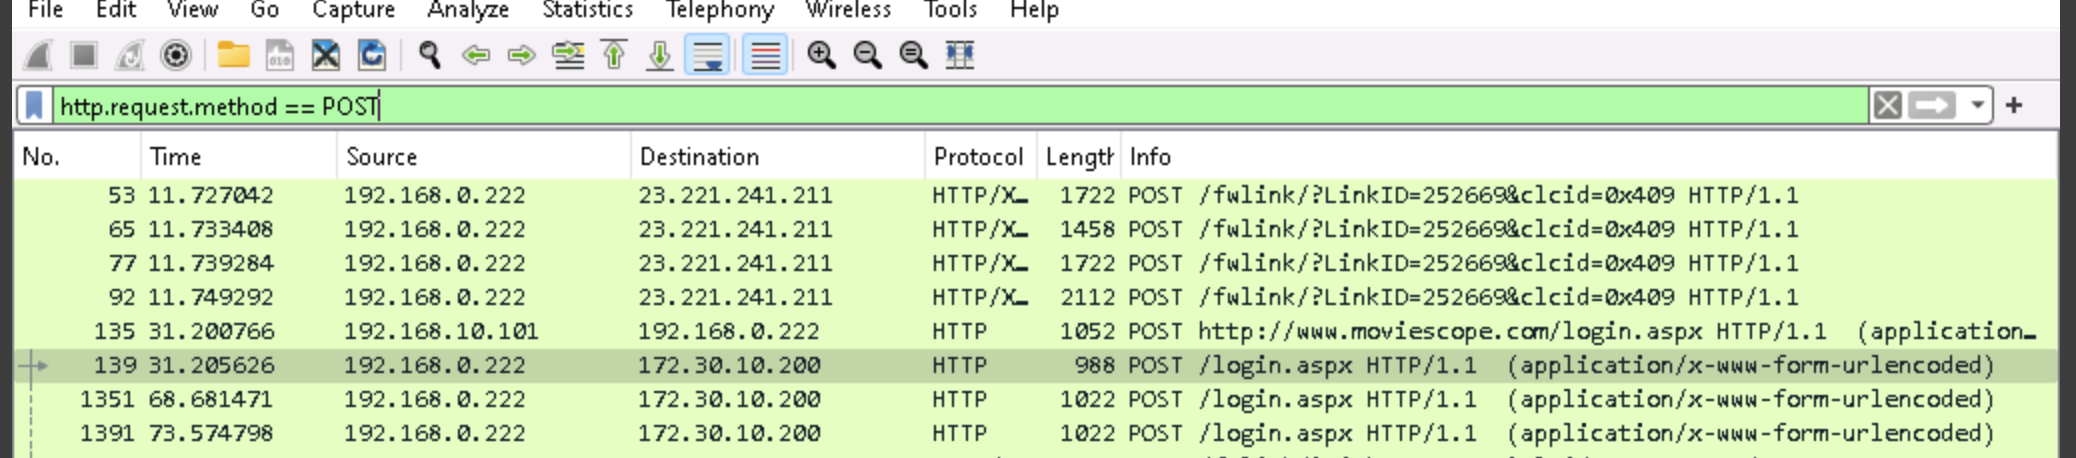 File Edit View Go Capture Analyze Statistics Telephony Wireless Tools Help
http.request.method == POST
No. Time Source Destination Protocol Length Info
53 11.727042 192.168.0.222 23.221.241.211 HTTP/X… 1722 POST /fwlink/?LinkID=252669&clcid=0x409 HTTP/1.1
65 11.733408 192.168.0.222 23.221.241.211 HTTP/X… 1458 POST /fwlink/?LinkID=252669&clcid=0x409 HTTP/1.1
77 11.739284 192.168.0.222 23.221.241.211 HTTP/X… 1722 POST /fwlink/?LinkID=252669&clcid=0x409 HTTP/1.1
92 11.749292 192.168.0.222 23.221.241.211 HTTP/X… 2112 POST /fwlink/?LinkID=252669&clcid=0x409 HTTP/1.1
135 31.200766 192.168.10.101 192.168.0.222 HTTP 1052 POST http://www.moviescope.com/login.aspx HTTP/1.1 (application…
139 31.205626 192.168.0.222 172.30.10.200 HTTP 988 POST /login.aspx HTTP/1.1 (application/x-www-form-urlencoded)
1351 68.681471 192.168.0.222 172.30.10.200 HTTP 1022 POST /login.aspx HTTP/1.1 (application/x-www-form-urlencoded)
1391 73.574798 192.168.0.222 172.30.10.200 HTTP 1022 POST /login.aspx HTTP/1.1 (application/x-www-form-urlencoded)